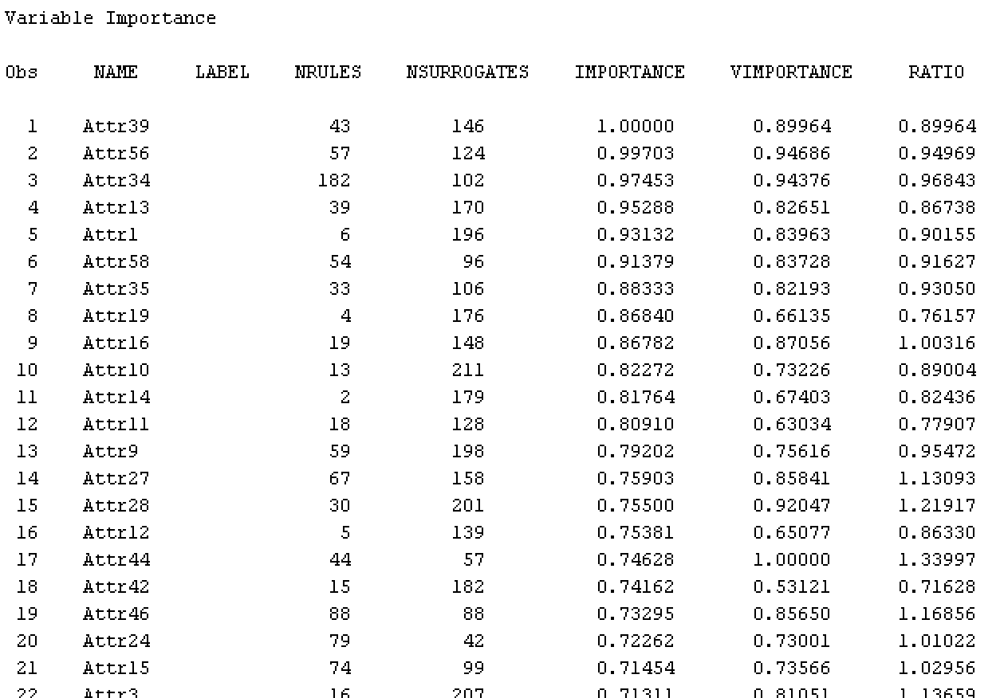 Variable Importance
Obs NAME LABEL NRULES NSURROGATES IMPORTANCE VIMPORTANCE RATIO
1 Attr39 43 146 1.00000 0.89964 0.89964
2 Attr56 57 124 0.99703 0.94686 0.94969
3 Attr34 182 102 0.97453 0.94376 0.96843
4 Attr13 39 170 0.95288 0.82651 0.86738
5 Attr1 6 196 0.93132 0.83963 0.90155
6 Attr58 54 96 0.91379 0.83728 0.91627
7 Attr35 33 106 0.88333 0.82193 0.93050
8 Attr19 4 176 0.86840 0.66135 0.76157
9 Attr16 19 148 0.86782 0.87056 1.00316
10 Attr10 13 211 0.82272 0.73226 0.89004
11 Attr14 2 179 0.81764 0.67403 0.82436
12 Attr11 18 128 0.80910 0.63034 0.77907
13 Attr9 59 198 0.79202 0.75616 0.95472
14 Attr27 67 158 0.75903 0.85841 1.13093
15 Attr28 30 201 0.75500 0.92047 1.21917
16 Attr12 5 139 0.75381 0.65077 0.86330
17 Attr44 44 57 0.74628 1.00000 1.33997
18 Attr42 15 182 0.74162 0.53121 0.71628
19 Attr46 88 88 0.73295 0.85650 1.16856
20 Attr24 79 42 0.72262 0.73001 1.01022
21 Attr15 74 99 0.71454 0.73566 1.02956
22 Attr3 16 207 0.71311 0.81051 1.13659